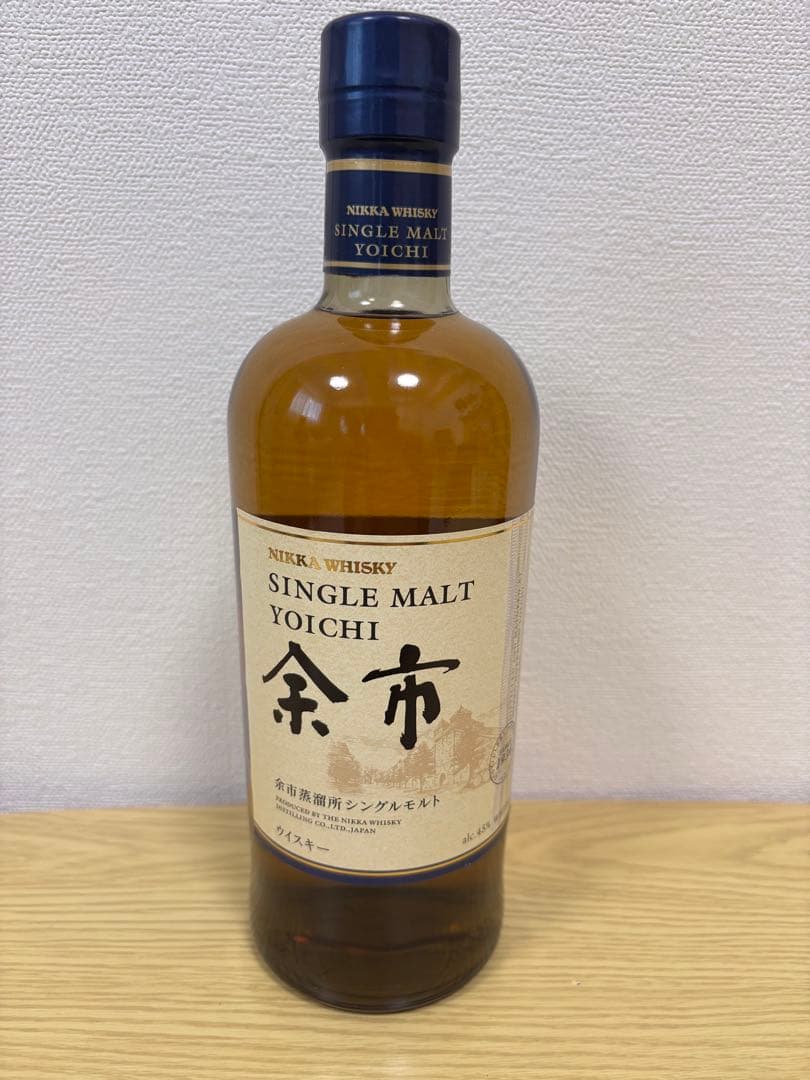 NIKKA WHISKY
SINGLE MALT
YOICHI
NIKKA WHISKY
SINGLE MALT
YOICHI
余市
余市蒸溜所シングルモルト
PRODUCED BY THE NIKKA WHISKY
DISTILLING CO.,LTD.,JAPAN
ウイスキー
alc. 45%